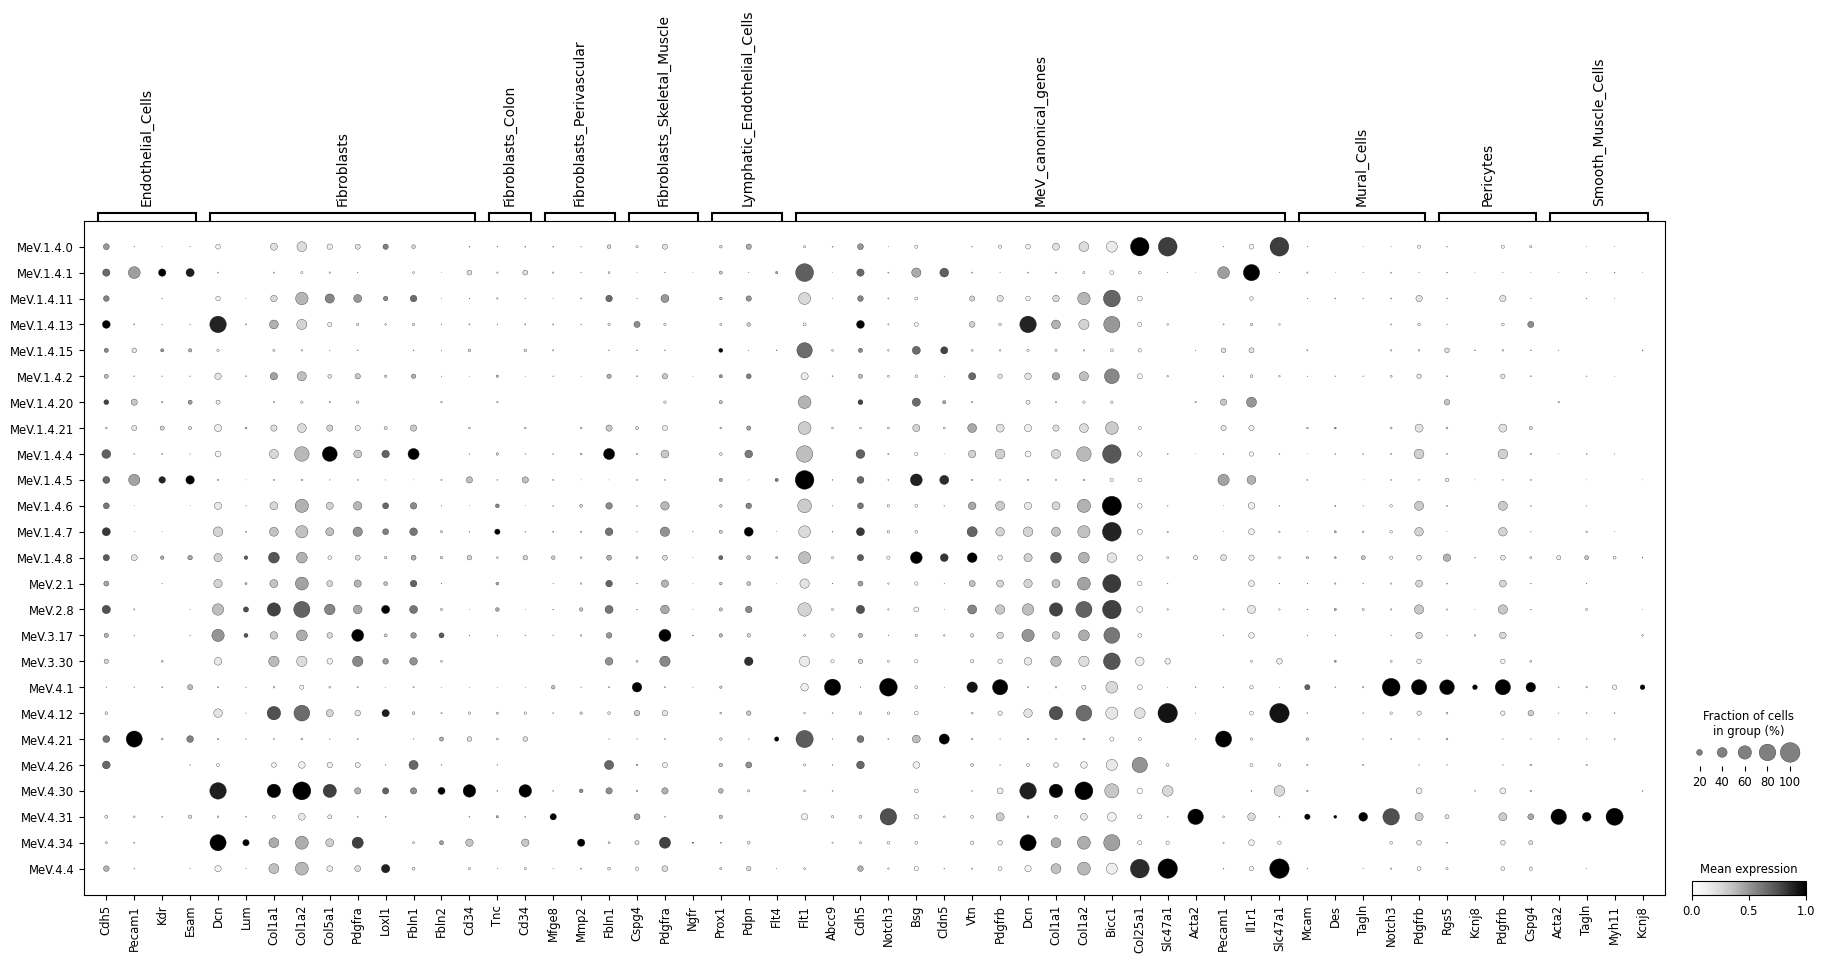 Endothelial_Cells
Fibroblasts
Fibroblasts_Colon
Fibroblasts_Perivascular
Fibroblasts_Skeletal_Muscle
Lymphatic_Endothelial_Cells
MeV_canonical_genes
Mural_Cells
Pericytes
Smooth_Muscle_Cells
MeV.1.4.0
MeV.1.4.1
MeV.1.4.11
MeV.1.4.13
MeV.1.4.15
MeV.1.4.2
MeV.1.4.20
MeV.1.4.21
MeV.1.4.4
MeV.1.4.5
MeV.1.4.6
MeV.1.4.7
MeV.1.4.8
MeV.2.1
MeV.2.8
MeV.3.17
MeV.3.30
MeV.4.1
MeV.4.12
MeV.4.21
MeV.4.26
MeV.4.30
MeV.4.31
MeV.4.34
MeV.4.4
Cdh5
Pecam1
Kdr
Esam
Dcn
Lum
Col1a1
Col1a2
Col5a1
Pdgfra
Loxl1
Fbln1
Fbln2
Cd34
Tnc
Cd34
Mfge8
Mmp2
Fbln1
Cspg4
Pdgfra
Ngfr
Prox1
Pdpn
Flt4
Flt1
Abcc9
Cdh5
Notch3
Bsg
Cldn5
Vtn
Pdgfrb
Dcn
Col1a1
Col1a2
Bicc1
Col25a1
Slc47a1
Acta2
Pecam1
Il1r1
Slc47a1
Mcam
Des
Tagln
Notch3
Pdgfrb
Rgs5
Kcnj8
Pdgfrb
Cspg4
Acta2
Tagln
Myh11
Kcnj8
Fraction of cells
in group (%)
20 40 60 80 100
Mean expression
0.0 0.5 1.0